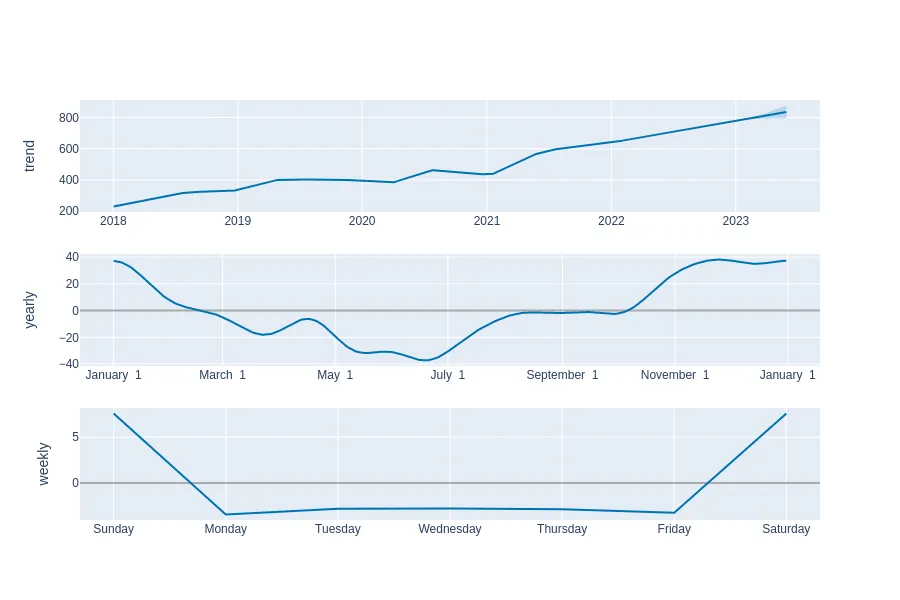 trend
800
600
400
200
2018 2019 2020 2021 2022 2023
yearly
40
20
0
−20
−40
January 1 March 1 May 1 July 1 September 1 November 1 January 1
weekly
5
0
Sunday Monday Tuesday Wednesday Thursday Friday Saturday